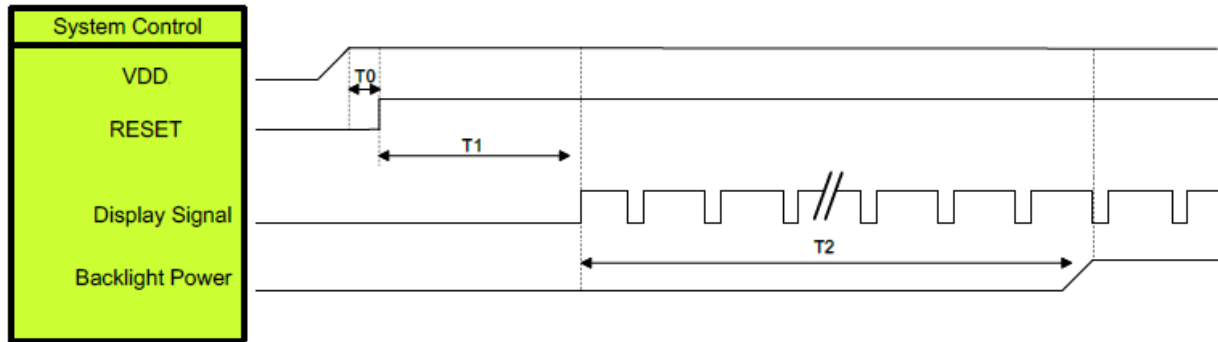 System Control
VDD
T0
RESET
T1
Display Signal
T2
Backlight Power